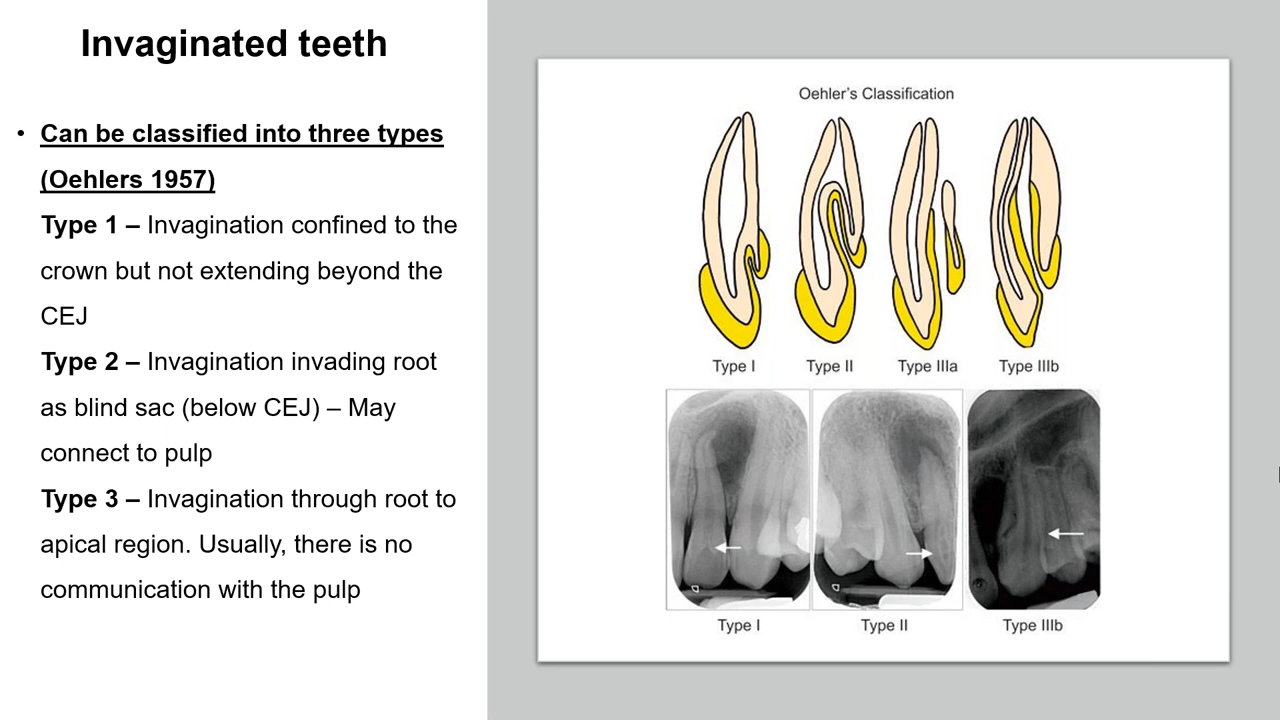 Invaginated teeth
• Can be classified into three types
(Oehlers 1957)
Type 1 – Invagination confined to the
crown but not extending beyond the
CEJ
Type 2 – Invagination invading root
as blind sac (below CEJ) – May
connect to pulp
Type 3 – Invagination through root to
apical region. Usually, there is no
communication with the pulp
Oehler’s Classification
Type I Type II Type IIIa Type IIIb
Type I Type II Type IIIb